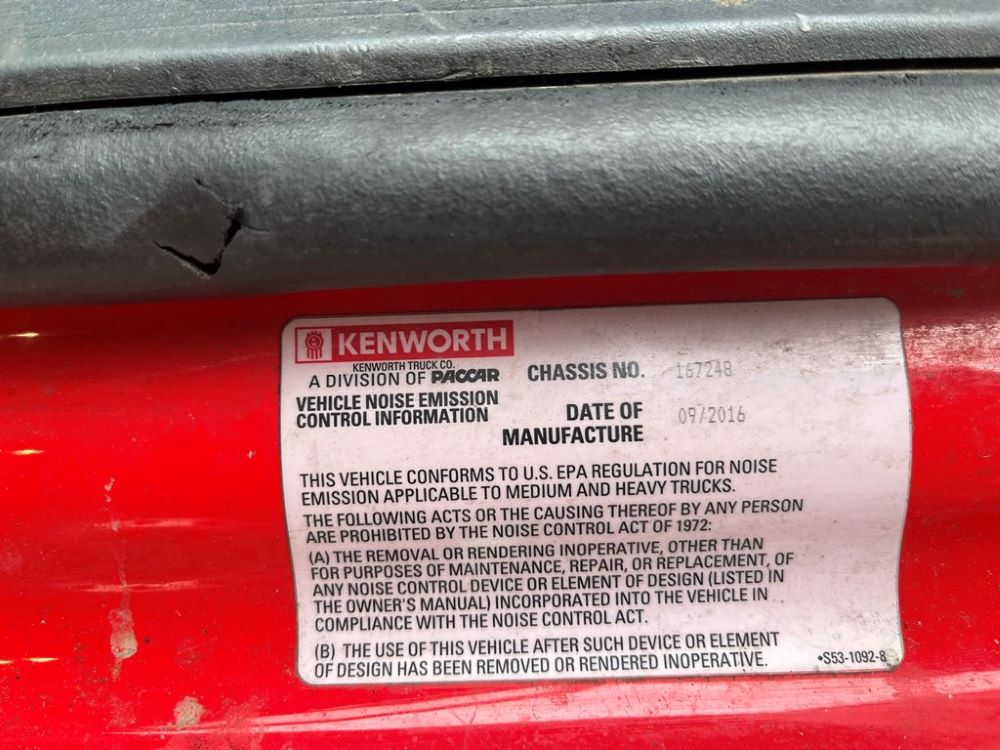 KENWORTH
KENWORTH TRUCK CO.
A DIVISION OF PACCAR
VEHICLE NOISE EMISSION
CONTROL INFORMATION
CHASSIS NO. 167248
DATE OF
MANUFACTURE 09/2016
THIS VEHICLE CONFORMS TO U.S. EPA REGULATION FOR NOISE
EMISSION APPLICABLE TO MEDIUM AND HEAVY TRUCKS.
THE FOLLOWING ACTS OR THE CAUSING THEREOF BY ANY PERSON
ARE PROHIBITED BY THE NOISE CONTROL ACT OF 1972:
(A) THE REMOVAL OR RENDERING INOPERATIVE, OTHER THAN
FOR PURPOSES OF MAINTENANCE, REPAIR, OR REPLACEMENT, OF
ANY NOISE CONTROL DEVICE OR ELEMENT OF DESIGN (LISTED IN
THE OWNER'S MANUAL) INCORPORATED INTO THE VEHICLE IN
COMPLIANCE WITH THE NOISE CONTROL ACT.
(B) THE USE OF THIS VEHICLE AFTER SUCH DEVICE OR ELEMENT
OF DESIGN HAS BEEN REMOVED OR RENDERED INOPERATIVE.
•S53-1092-8